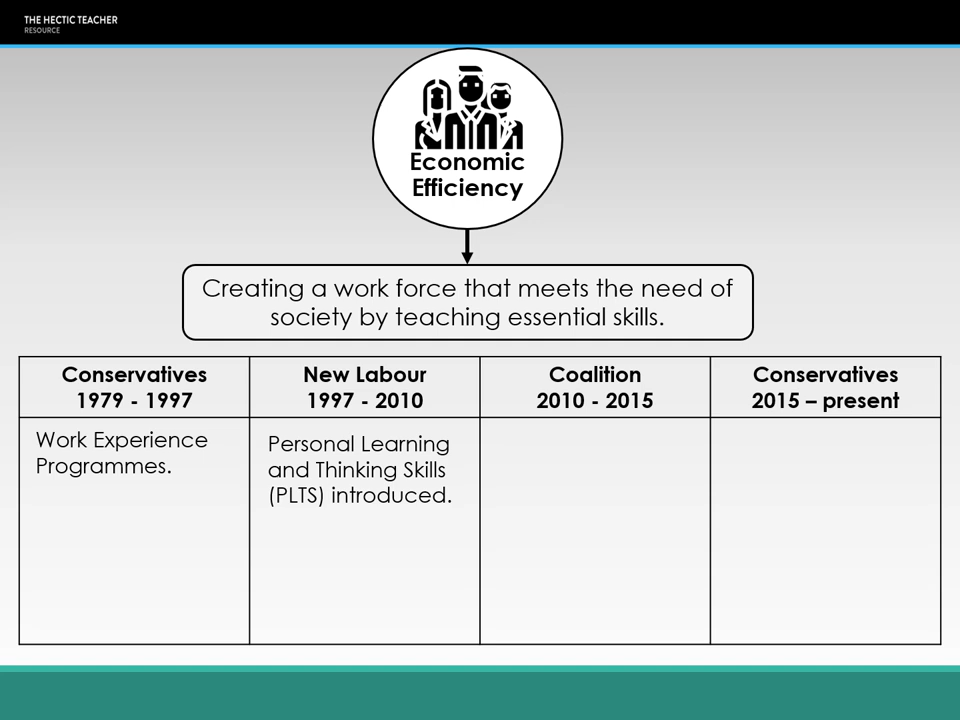 THE HECTIC TEACHER
RESOURCE
Economic
Efficiency
Creating a work force that meets the need of
society by teaching essential skills.
Conservatives
1979 - 1997
New Labour
1997 - 2010
Coalition
2010 - 2015
Conservatives
2015 – present
Work Experience
Programmes.
Personal Learning
and Thinking Skills
(PLTS) introduced.